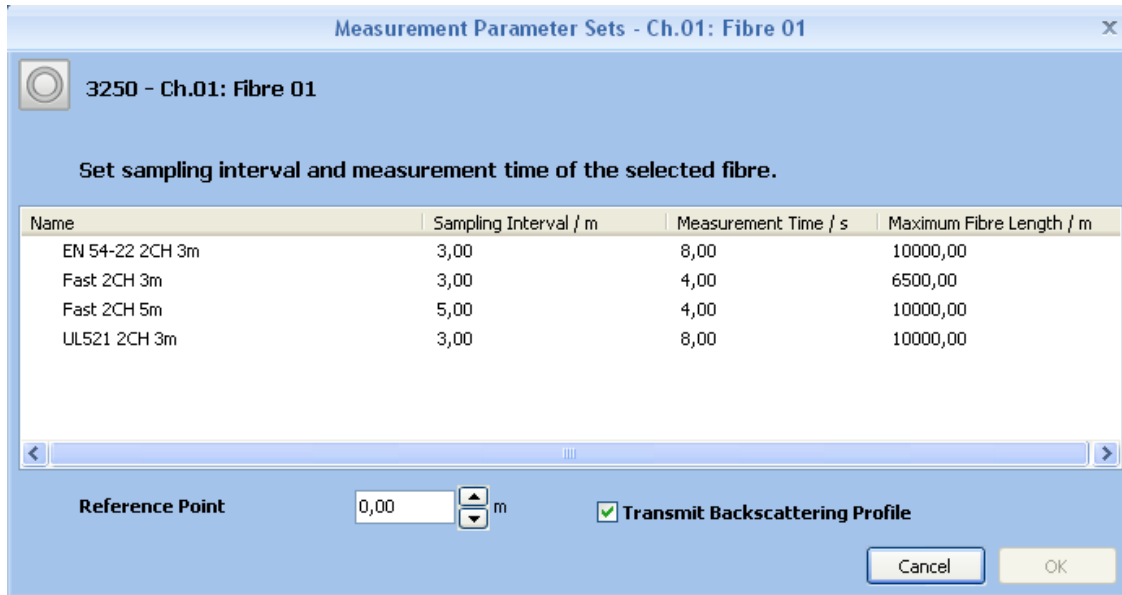 Measurement Parameter Sets - Ch.01: Fibre 01
3250 - Ch.01: Fibre 01
Set sampling interval and measurement time of the selected fibre.
Name Sampling Interval / m Measurement Time / s Maximum Fibre Length / m
EN 54-22 2CH 3m 3,00 8,00 10000,00
Fast 2CH 3m 3,00 4,00 6500,00
Fast 2CH 5m 5,00 4,00 10000,00
UL521 2CH 3m 3,00 8,00 10000,00
Reference Point 0,00 m Transmit Backscattering Profile
Cancel OK